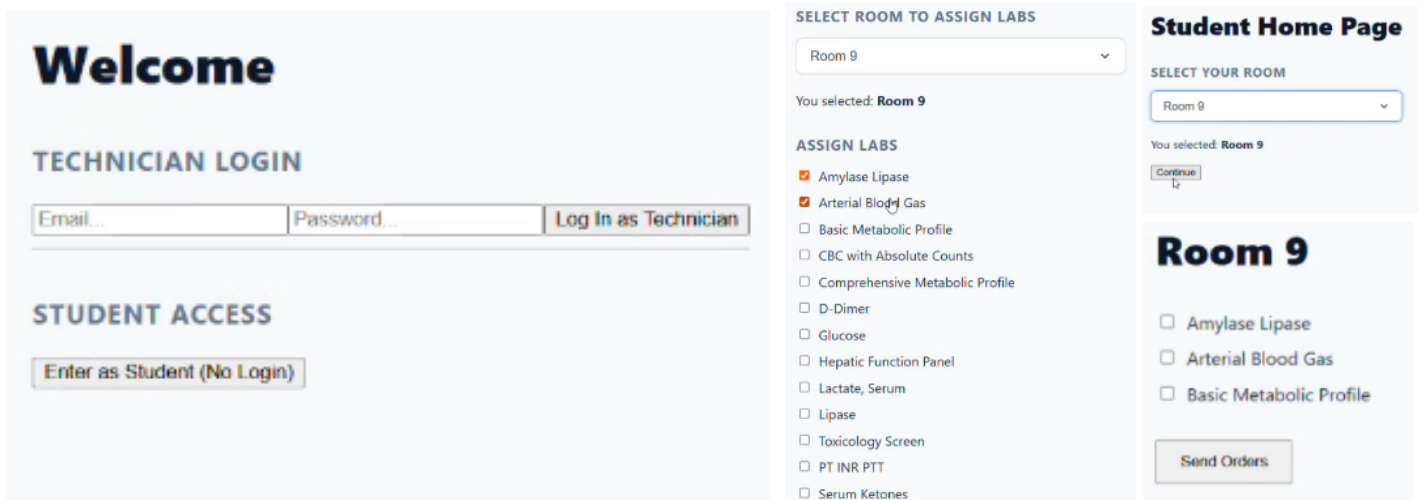 Welcome
TECHNICIAN LOGIN
Email...
Password...
Log In as Technician
STUDENT ACCESS
Enter as Student (No Login)
SELECT ROOM TO ASSIGN LABS
Room 9
You selected: Room 9
ASSIGN LABS
Amylase Lipase
Arterial Blood Gas
Basic Metabolic Profile
CBC with Absolute Counts
Comprehensive Metabolic Profile
D-Dimer
Glucose
Hepatic Function Panel
Lactate, Serum
Lipase
Toxicology Screen
PT INR PTT
Serum Ketones
Student Home Page
SELECT YOUR ROOM
Room 9
You selected: Room 9
Continue
Room 9
Amylase Lipase
Arterial Blood Gas
Basic Metabolic Profile
Send Orders